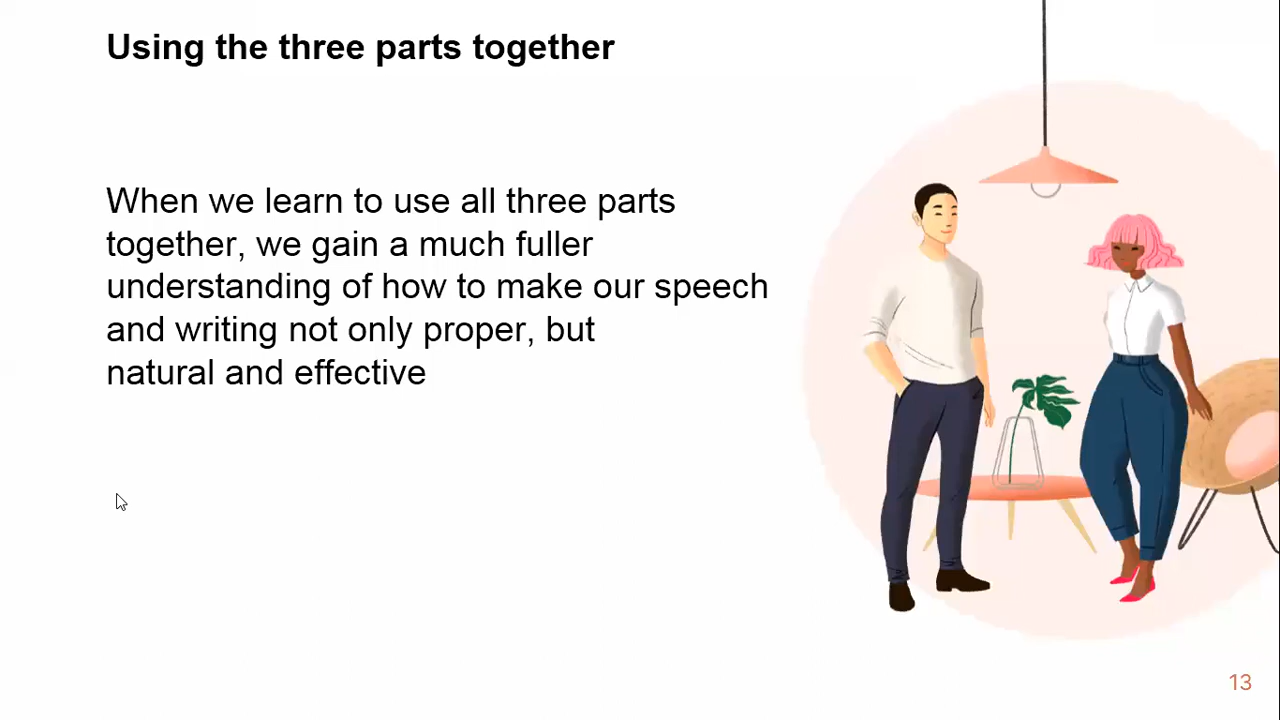 Using the three parts together
When we learn to use all three parts
together, we gain a much fuller
understanding of how to make our speech
and writing not only proper, but
natural and effective
13